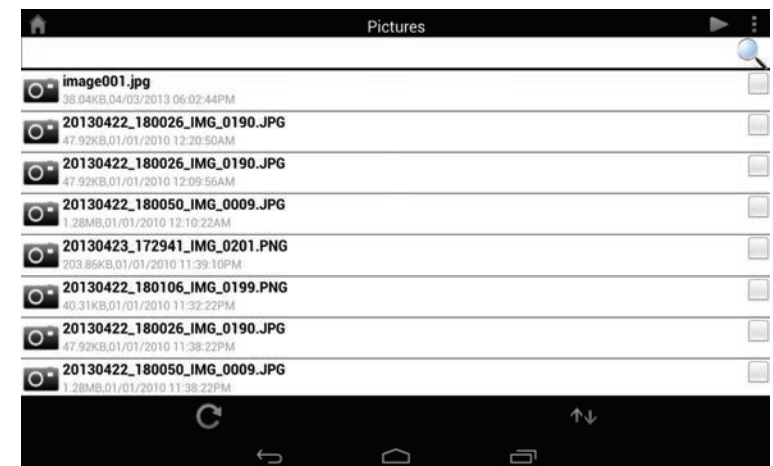 Pictures
image001.jpg
38.04KB,04/03/2013 06:02:44PM
20130422_180026_IMG_0190.JPG
47.92KB,01/01/2010 12:20:50AM
20130422_180026_IMG_0190.JPG
47.92KB,01/01/2010 12:09:56AM
20130422_180050_IMG_0009.JPG
1.28MB,01/01/2010 12:10:22AM
20130423_172941_IMG_0201.PNG
203.86KB,01/01/2010 11:39:10PM
20130422_180106_IMG_0199.PNG
40.31KB,01/01/2010 11:32:22PM
20130422_180026_IMG_0190.JPG
47.92KB,01/01/2010 11:38:22PM
20130422_180050_IMG_0009.JPG
1.28MB,01/01/2010 11:38:22PM